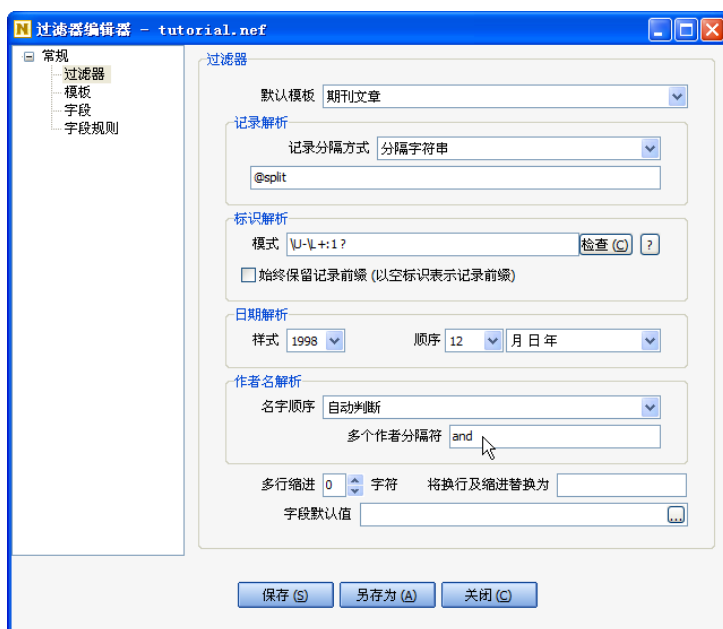 过滤器编辑器 - tutorial.nef
常规
过滤器
模板
字段
字段规则
过滤器
默认模板 期刊文章
记录解析
记录分隔方式 分隔字符串
@split
标识解析
模式 \U-\L+:1? 检查(C) ?
始终保留记录前缀 (以空标识表示记录前缀)
日期解析
样式 1998 顺序 12 月 日 年
作者名解析
名字顺序 自动判断
多个作者分隔符 and
多行缩进 0 字符 将换行及缩进替换为
字段默认值 ...
保存(S) 另存为(A) 关闭(C)